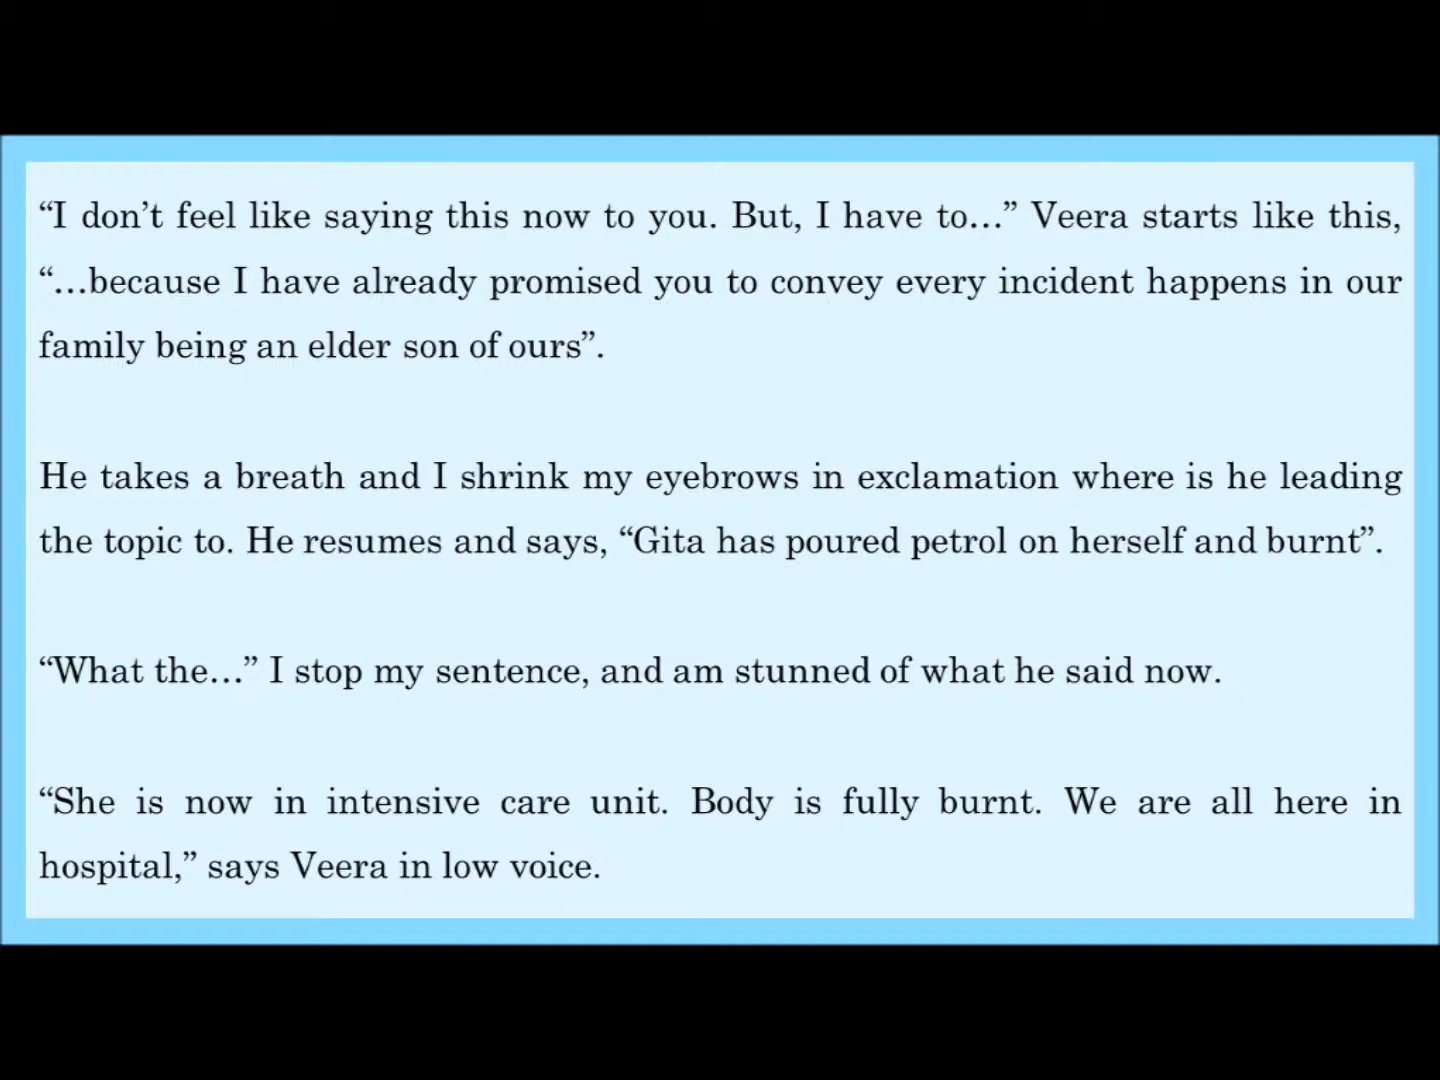 “I don’t feel like saying this now to you. But, I have to…” Veera starts like this,
“…because I have already promised you to convey every incident happens in our
family being an elder son of ours”.
He takes a breath and I shrink my eyebrows in exclamation where is he leading
the topic to. He resumes and says, “Gita has poured petrol on herself and burnt”.
“What the…” I stop my sentence, and am stunned of what he said now.
“She is now in intensive care unit. Body is fully burnt. We are all here in
hospital,” says Veera in low voice.